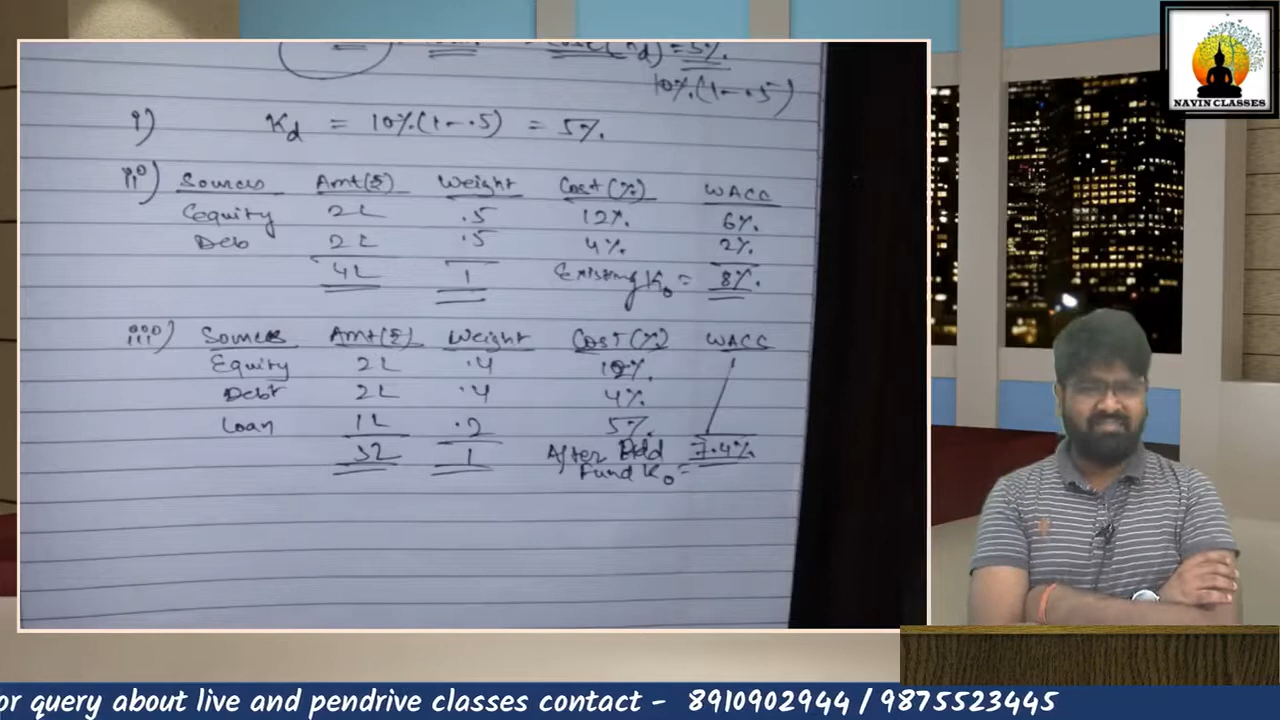 = Cost (Kd) = 5%.
10%(1-.5)
i) Kd = 10%(1-.5) = 5%.
ii) Sources Amt(₹) Weight Cost(%) WACC
Equity 2L .5 12%. 6%.
Deb 2L .5 4%. 2%.
4L 1 Existing Ko = 8%.
iii) Sources Amt(₹) Weight Cost(%) WACC
Equity 2L .4 12%.
Debt 2L .4 4%.
Loan 1L .2 5%.
5L 1 After Add 7.4%.
Fund Ko =
NAVIN CLASSES
or query about live and pendrive classes contact - 8910902944 / 9875523445